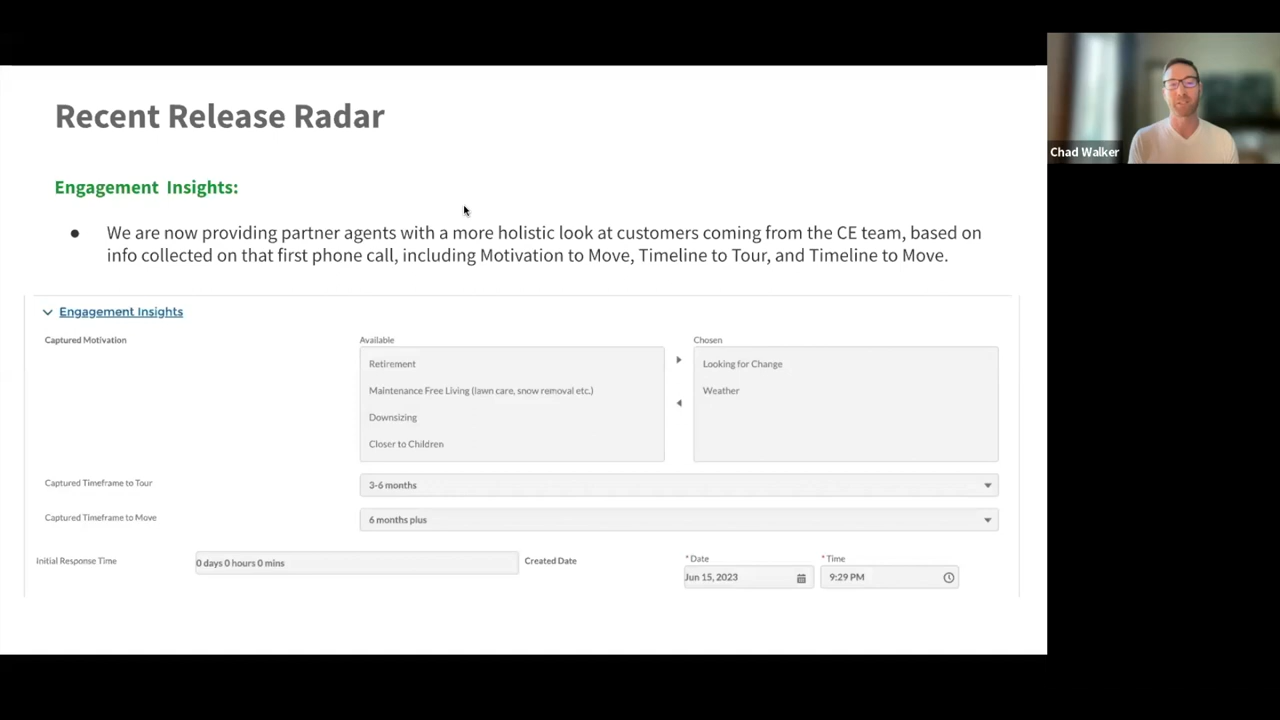 Recent Release Radar
Engagement Insights:
● We are now providing partner agents with a more holistic look at customers coming from the CE team, based on
info collected on that first phone call, including Motivation to Move, Timeline to Tour, and Timeline to Move.
Engagement Insights
Captured Motivation
Available
Retirement
Maintenance Free Living (lawn care, snow removal etc.)
Downsizing
Closer to Children
Chosen
Looking for Change
Weather
Captured Timeframe to Tour
3-6 months
Captured Timeframe to Move
6 months plus
Initial Response Time
0 days 0 hours 0 mins
Created Date
* Date
Jun 15, 2023
* Time
9:29 PM
Chad Walker